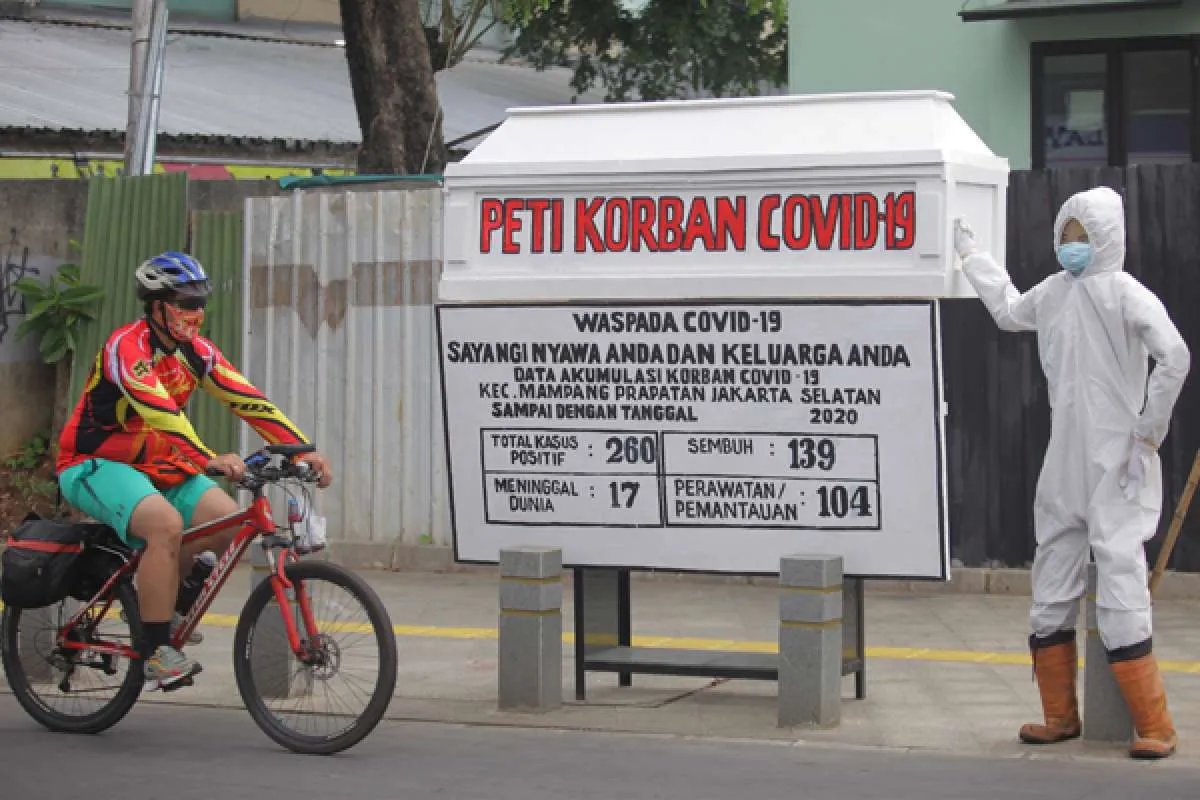 PETI KORBAN COVID-19
WASPADA COVID-19
SAYANGI NYAWA ANDA DAN KELUARGA ANDA
DATA AKUMULASI KORBAN COVID-19
KEC. MAMPANG PRAPATAN JAKARTA SELATAN
SAMPAI DENGAN TANGGAL 2020
TOTAL KASUS POSITIF : 260
SEMBUH : 139
MENINGGAL DUNIA : 17
PERAWATAN/ PEMANTAUAN : 104
FOX